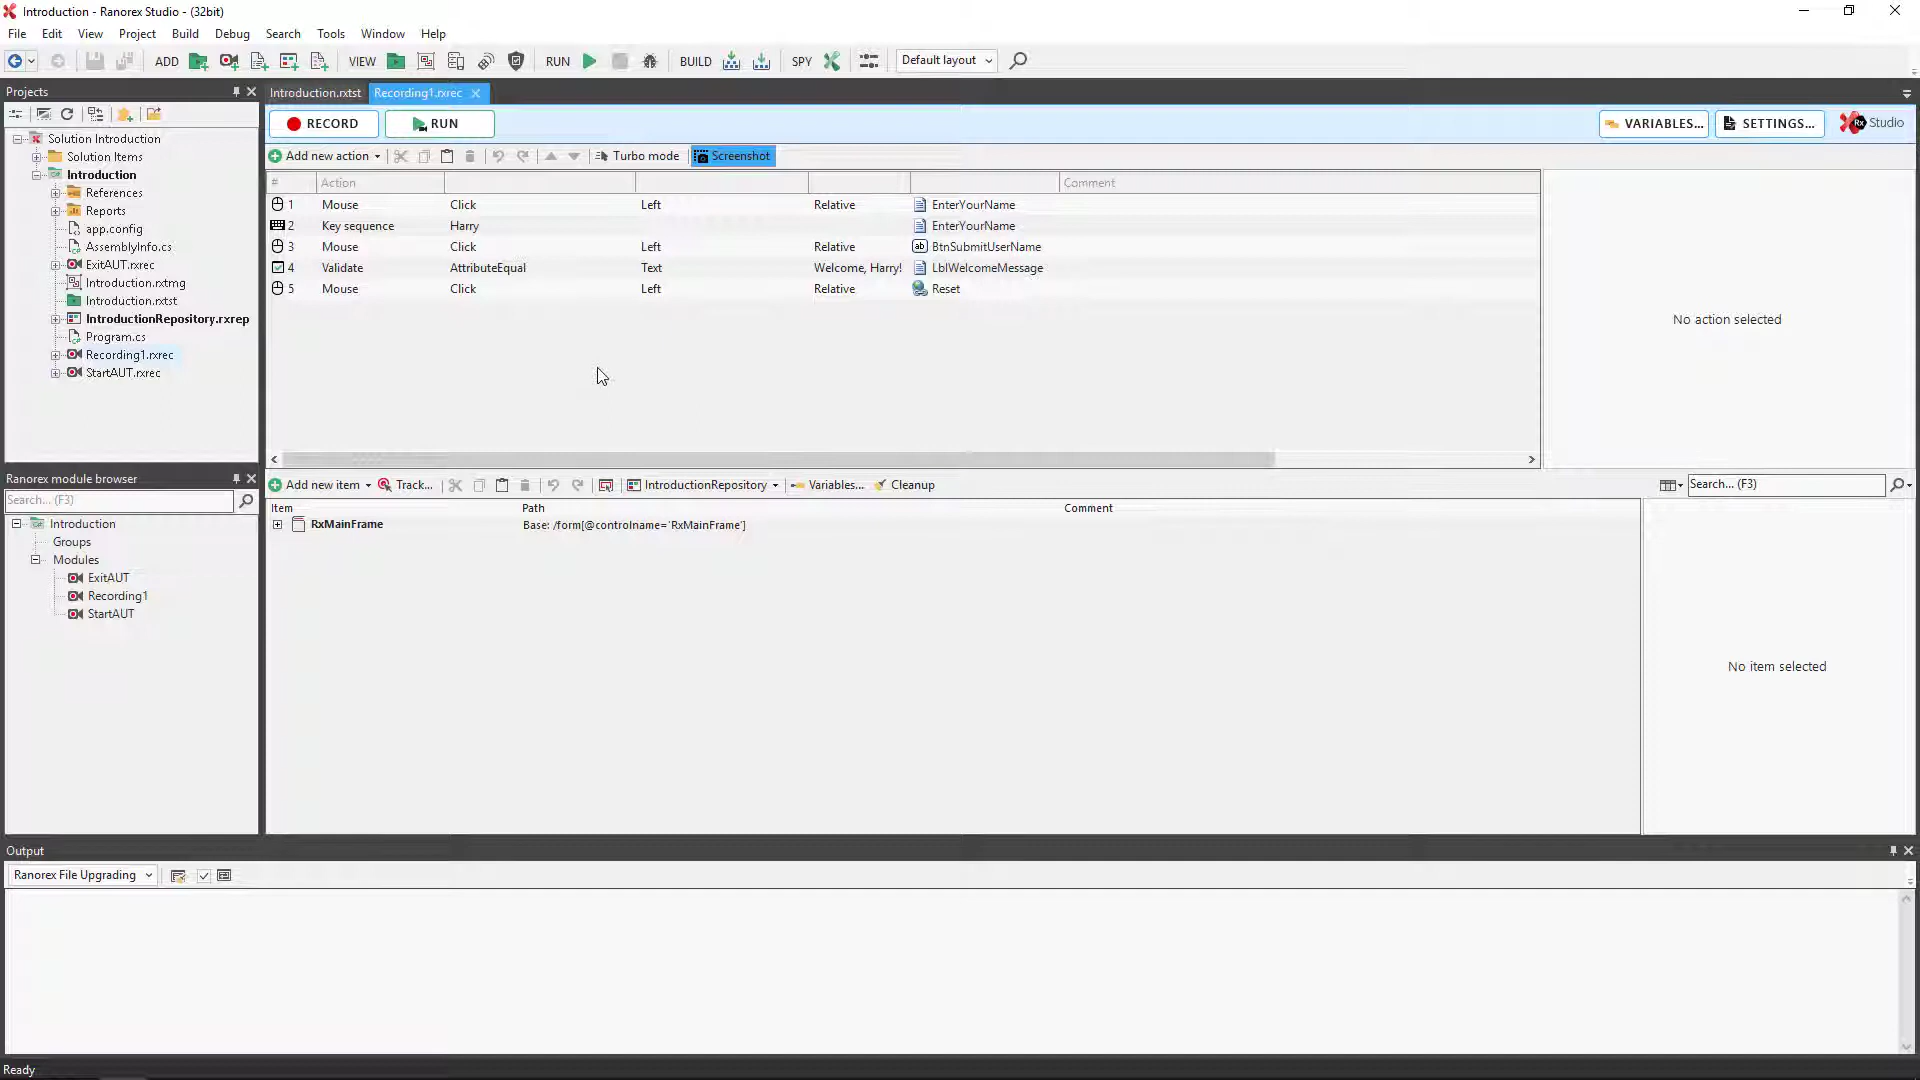 Introduction - Ranorex Studio - (32bit)
File Edit View Project Build Debug Search Tools Window Help
ADD VIEW RUN BUILD SPY Default layout
Projects
Introduction.rxtst Recording1.rxrec
RECORD RUN VARIABLES... SETTINGS... Rx Studio
Add new action Turbo mode Screenshot
# Action Comment
1 Mouse Click Left Relative EnterYourName
2 Key sequence Harry EnterYourName
3 Mouse Click Left Relative ab BtnSubmitUserName
4 Validate AttributeEqual Text Welcome, Harry! LblWelcomeMessage
5 Mouse Click Left Relative Reset
No action selected
Solution Introduction
Solution Items
Introduction
References
Reports
app.config
AssemblyInfo.cs
ExitAUT.rxrec
Introduction.rxtmg
Introduction.rxtst
IntroductionRepository.rxrep
Program.cs
Recording1.rxrec
StartAUT.rxrec
Ranorex module browser
Search... (F3)
Introduction
Groups
Modules
ExitAUT
Recording1
StartAUT
Add new item Track... IntroductionRepository Variables... Cleanup Search... (F3)
Item Path Comment
RxMainFrame Base: /form[@controlname='RxMainFrame']
No item selected
Output
Ranorex File Upgrading
Ready